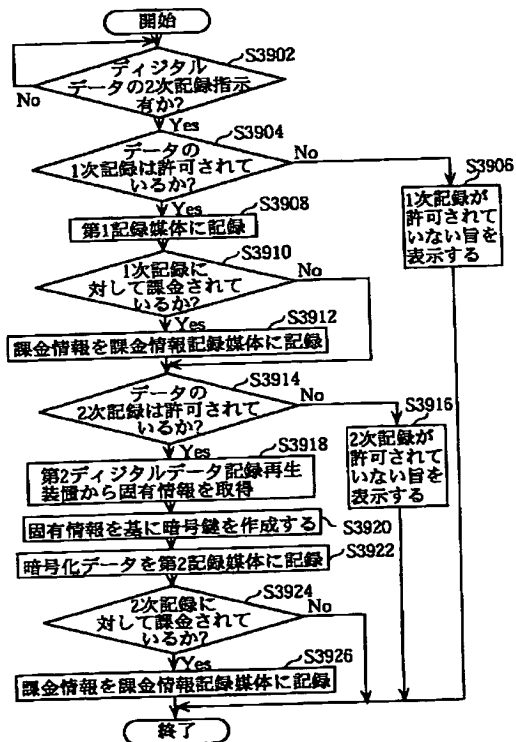 開始
S3902
ディジタル
データの2次記録指示
有か?
No
Yes
S3904
データの
1次記録は許可されて
いるか?
No
S3906
1次記録が
許可されて
いない旨を
表示する
Yes
S3908
第1記録媒体に記録
S3910
1次記録に
対して課金されて
いるか?
No
Yes
S3912
課金情報を課金情報記録媒体に記録
S3914
データの
2次記録は許可されて
いるか?
No
S3916
2次記録が
許可されて
いない旨を
表示する
Yes
S3918
第2ディジタルデータ記録再生
装置から固有情報を取得
固有情報を基に暗号鍵を作成する
S3920
S3922
暗号化データを第2記録媒体に記録
S3924
2次記録に
対して課金されて
いるか?
No
Yes
S3926
課金情報を課金情報記録媒体に記録
終了